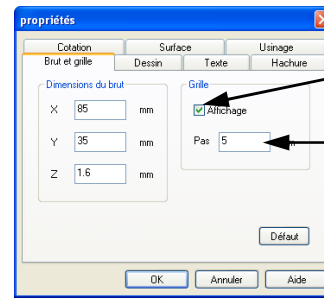 propriétés
Cotation Surface Usinage
Brut et grille Dessin Texte Hachure
Dimensions du brut Grille
X 85 mm Affichage
Y 35 mm Pas 5
Z 1.6 mm
Défaut
OK Annuler Aide